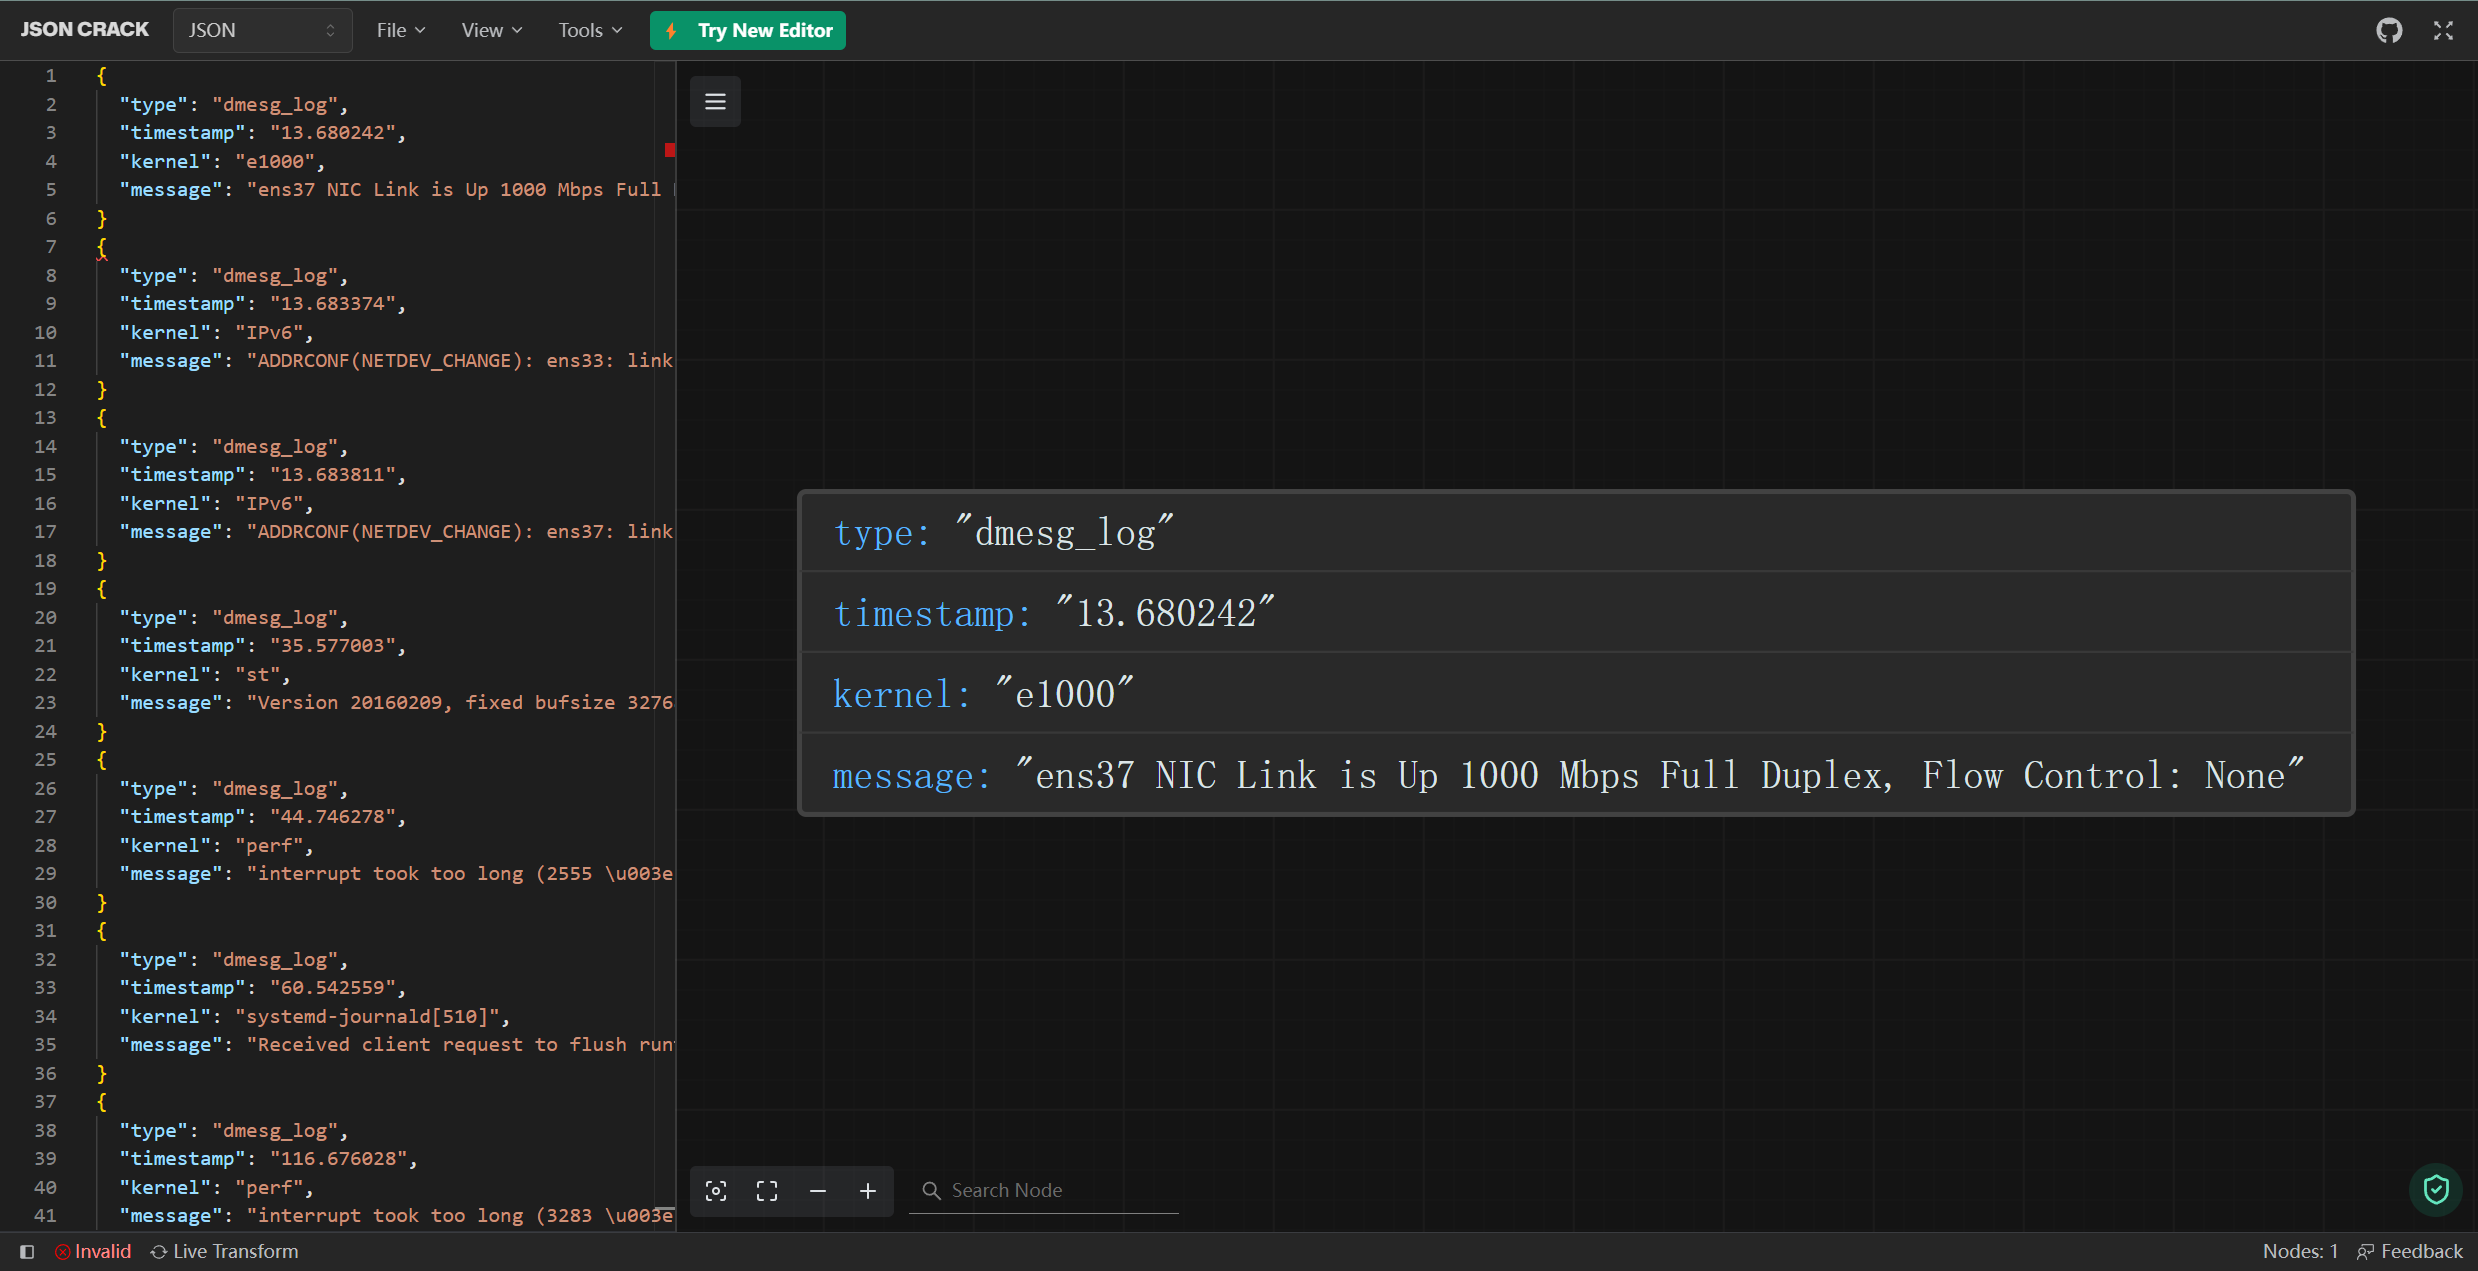 JSON CRACK JSON File View Tools Try New Editor
1 {
2 "type": "dmesg_log",
3 "timestamp": "13.680242",
4 "kernel": "e1000",
5 "message": "ens37 NIC Link is Up 1000 Mbps Full
6 }
7 {
8 "type": "dmesg_log",
9 "timestamp": "13.683374",
10 "kernel": "IPv6",
11 "message": "ADDRCONF(NETDEV_CHANGE): ens33: link
12 }
13 {
14 "type": "dmesg_log",
15 "timestamp": "13.683811",
16 "kernel": "IPv6",
17 "message": "ADDRCONF(NETDEV_CHANGE): ens37: link
18 }
19 {
20 "type": "dmesg_log",
21 "timestamp": "35.577003",
22 "kernel": "st",
23 "message": "Version 20160209, fixed bufsize 3276
24 }
25 {
26 "type": "dmesg_log",
27 "timestamp": "44.746278",
28 "kernel": "perf",
29 "message": "interrupt took too long (2555 \u003e
30 }
31 {
32 "type": "dmesg_log",
33 "timestamp": "60.542559",
34 "kernel": "systemd-journald[510]",
35 "message": "Received client request to flush run
36 }
37 {
38 "type": "dmesg_log",
39 "timestamp": "116.676028",
40 "kernel": "perf",
41 "message": "interrupt took too long (3283 \u003e
type: "dmesg_log"
timestamp: "13.680242"
kernel: "e1000"
message: "ens37 NIC Link is Up 1000 Mbps Full Duplex, Flow Control: None"
Search Node
Invalid Live Transform Nodes: 1 Feedback